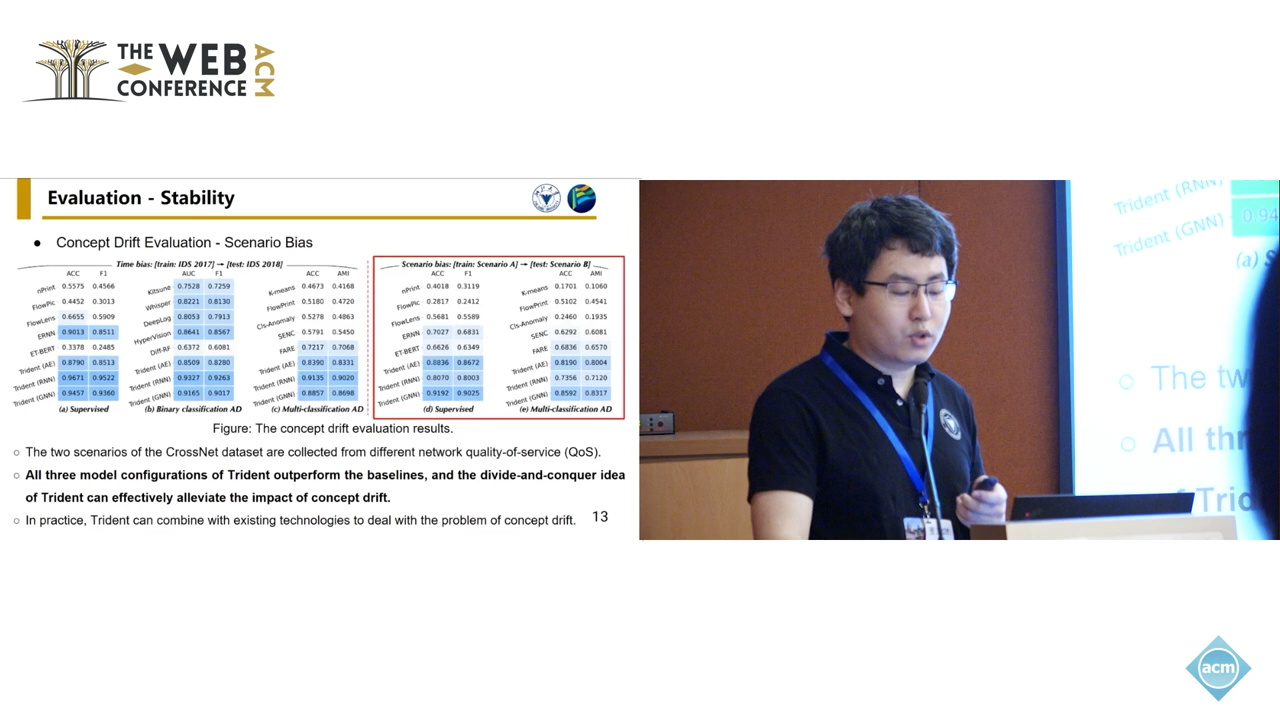 THE WEB
CONFERENCE
ACM
Evaluation - Stability
● Concept Drift Evaluation - Scenario Bias
Time bias: [train: IDS 2017] → [test: IDS 2018]
ACC F1
nPrint 0.5575 0.4566
FlowPic 0.4452 0.3013
FlowLens 0.6655 0.5909
ERNN 0.9013 0.8511
ET-BERT 0.3378 0.2485
Trident (AE) 0.8790 0.8513
Trident (RNN) 0.9671 0.9522
Trident (GNN) 0.9457 0.9360
(a) Supervised
AUC F1
Kitsune 0.7528 0.7259
Whisper 0.8221 0.8130
DeepLog 0.8053 0.7913
HyperVision 0.8641 0.8567
Diff-RF 0.6372 0.6081
Trident (AE) 0.8509 0.8280
Trident (RNN) 0.9327 0.9263
Trident (GNN) 0.9165 0.9017
(b) Binary classification AD
ACC AMI
K-means 0.4673 0.4168
FlowPrint 0.5180 0.4720
Cls-Anomaly 0.5278 0.4863
SENC 0.5791 0.5450
FARE 0.7217 0.7068
Trident (AE) 0.8390 0.8331
Trident (RNN) 0.9135 0.9020
Trident (GNN) 0.8857 0.8698
(c) Multi-classification AD
Scenario bias: [train: Scenario A] → [test: Scenario B]
ACC F1
nPrint 0.4018 0.3119
FlowPic 0.2817 0.2412
FlowLens 0.5681 0.5589
ERNN 0.7027 0.6831
ET-BERT 0.6626 0.6349
Trident (AE) 0.8836 0.8672
Trident (RNN) 0.8070 0.8003
Trident (GNN) 0.9192 0.9025
(d) Supervised
ACC AMI
K-means 0.1701 0.1060
FlowPrint 0.5102 0.4541
Cls-Anomaly 0.2460 0.1935
SENC 0.6292 0.6081
FARE 0.6836 0.6570
Trident (AE) 0.8190 0.8004
Trident (RNN) 0.7356 0.7120
Trident (GNN) 0.8592 0.8317
(e) Multi-classification AD
Figure: The concept drift evaluation results.
○ The two scenarios of the CrossNet dataset are collected from different network quality-of-service (QoS).
○ All three model configurations of Trident outperform the baselines, and the divide-and-conquer idea
of Trident can effectively alleviate the impact of concept drift.
○ In practice, Trident can combine with existing technologies to deal with the problem of concept drift.
13
Trident (RNN)
Trident (GNN) 0.94
(a) S
○ The tw
○ All thr
f Trid
acm